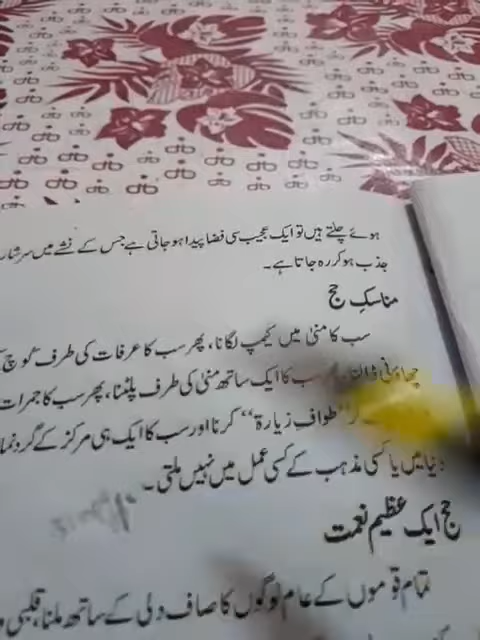 ہوئے چلتے ہیں تو ایک عجیب سی فضا پیدا ہو جاتی ہے جس کے نشے میں سرشار
جذب ہو کر رہ جاتا ہے۔
مناسکِ حج
سب کا منیٰ میں کیمپ لگانا، پھر سب کا عرفات کی طرف کوچ
کا ایک ساتھ منیٰ کی طرف پلٹنا، پھر سب کا جمرات
"طوافِ زیارۃ" کرنا اور سب کا ایک ہی مرکز کے گرد
دنیا میں یا کسی مذہب کے کسی عمل میں نہیں ملتی۔
حج ایک عظیم نعمت
تمام قوموں کے عام لوگوں کا صاف دلی کے ساتھ ملنا، قلبی